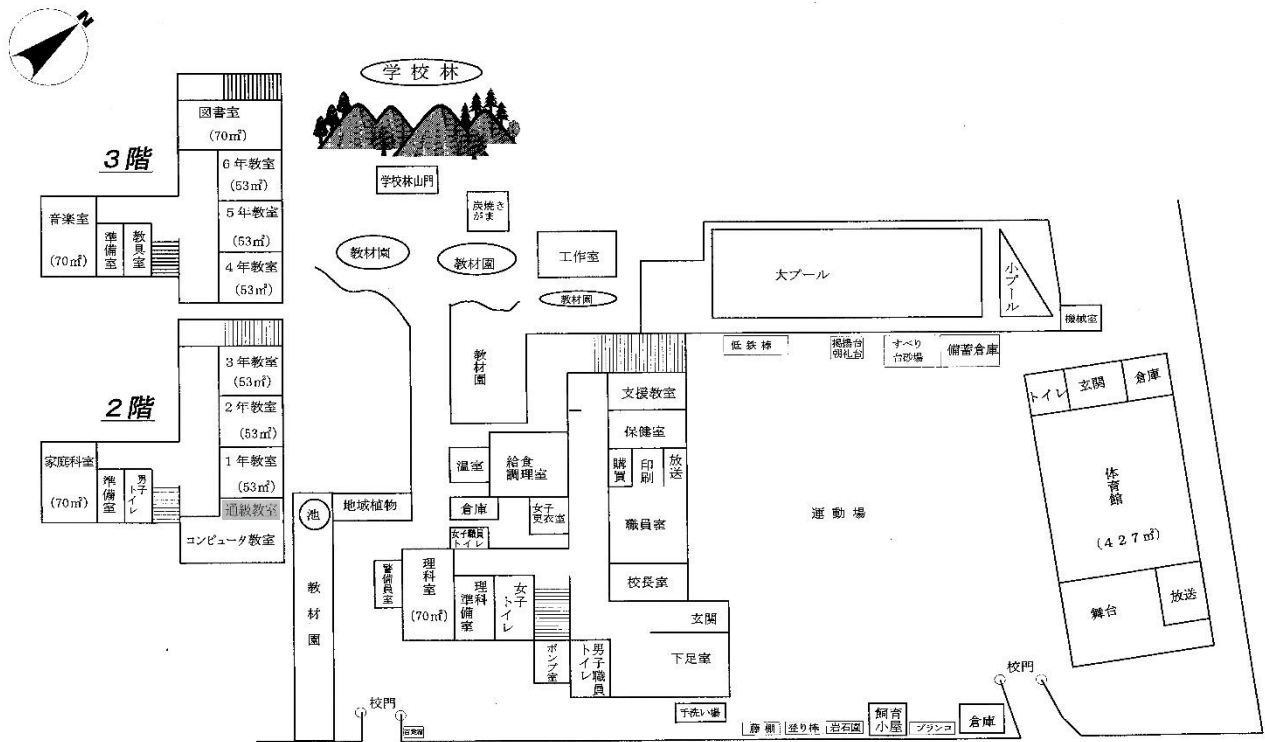 N
学校林
学校林山門
炭焼き
がま
教材園
教材園
工作室
教材園
3階
図書室
(70㎡)
6年教室
(53㎡)
5年教室
(53㎡)
4年教室
(53㎡)
音楽室
(70㎡)
準備室
教具室
2階
3年教室
(53㎡)
2年教室
(53㎡)
1年教室
(53㎡)
通級教室
コンピュータ教室
家庭科室
(70㎡)
準備室
男子トイレ
大プール
小プール
機械室
低鉄棒
掲揚台
朝礼台
すべり
台砂場
備蓄倉庫
教材園
支援教室
保健室
購買
印刷
放送
職員室
校長室
玄関
下足室
温室
給食
調理室
倉庫
女子
更衣室
女子職員
トイレ
池
地域植物
教材園
警備員室
理科室
(70㎡)
理科
準備室
女子
トイレ
ポンプ室
男子職員
トイレ
運動場
トイレ
玄関
倉庫
体育館
(427㎡)
舞台
放送
校門
校門
手洗い場
藤棚
登り棒
岩石園
飼育
小屋
ブランコ
倉庫